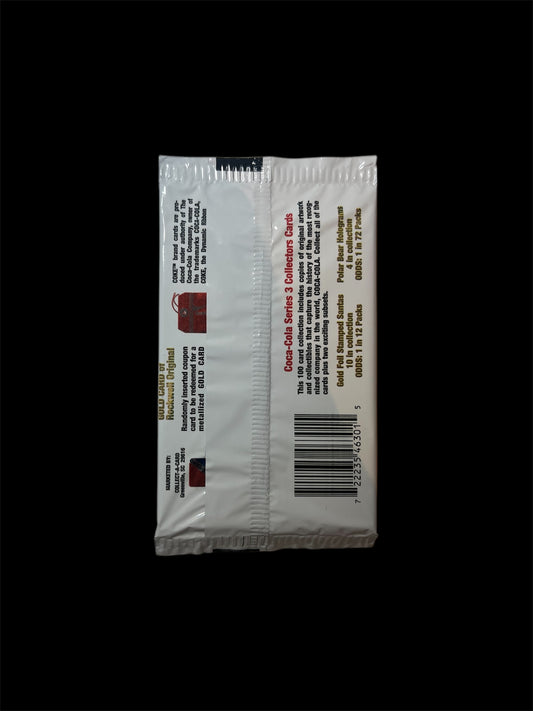 Coca-Cola Series 3 Collectors Cards
This 100 card collection includes copies of original artwork
and collectibles that capture the history of the most recog-
nized company in the world, COCA-COLA. Collect all of the
cards plus two exciting subsets.
Gold Foil Stamped Santas
10 in collection
ODDS: 1 in 12 Packs
Polar Bear Holograms
4 in collection
ODDS: 1 in 72 Packs
7 22235 46301 5
GOLD CARD of
Rockwell Original
Randomly inserted coupon
card to be redeemed for a
metallized GOLD CARD
COKE™ brand cards are pro-
duced under authority of The
Coca-Cola Company, owner of
the trademarks COCA-COLA,
COKE, the Dynamic Ribbon
MARKETED BY:
COLLECT-A-CARD
Greenville, SC 29616